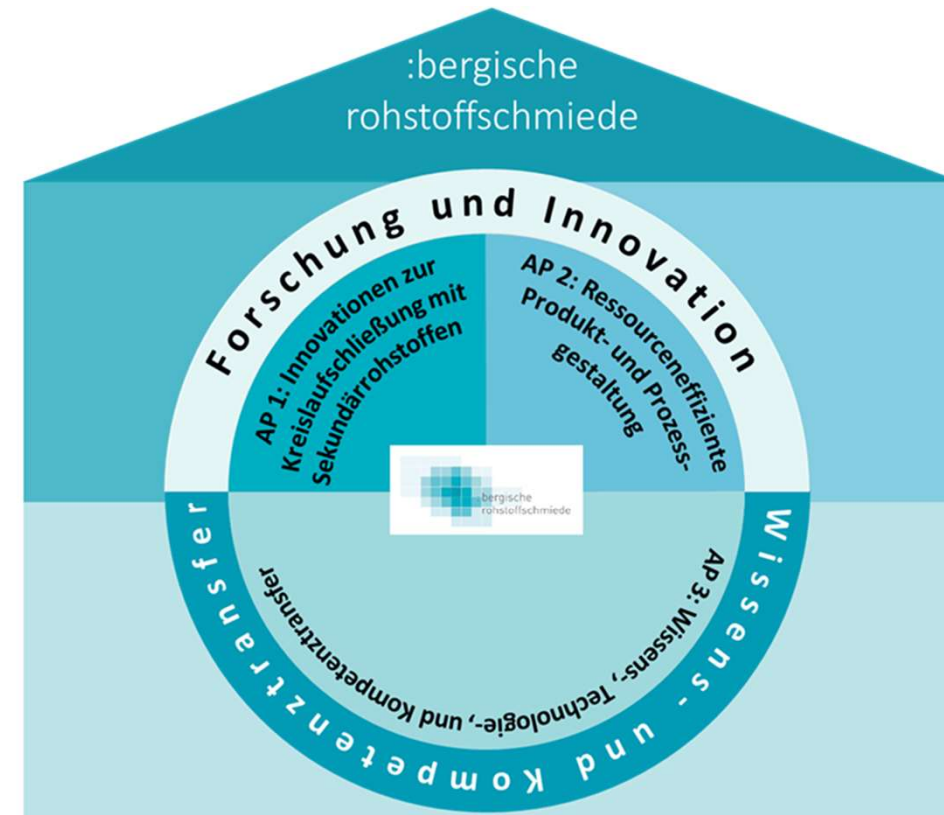 :bergische
rohstoffschmiede
Forschung und Innovation
AP 1: Innovationen zur
Kreislaufschließung mit
Sekundärrohstoffen
AP 2: Ressourceneffiziente
Produkt- und Prozess-
gestaltung
bergische
rohstoffschmiede
AP 3: Wissens-, Technologie-, und Kompetenztransfer
Wissens- und Kompetenztransfer